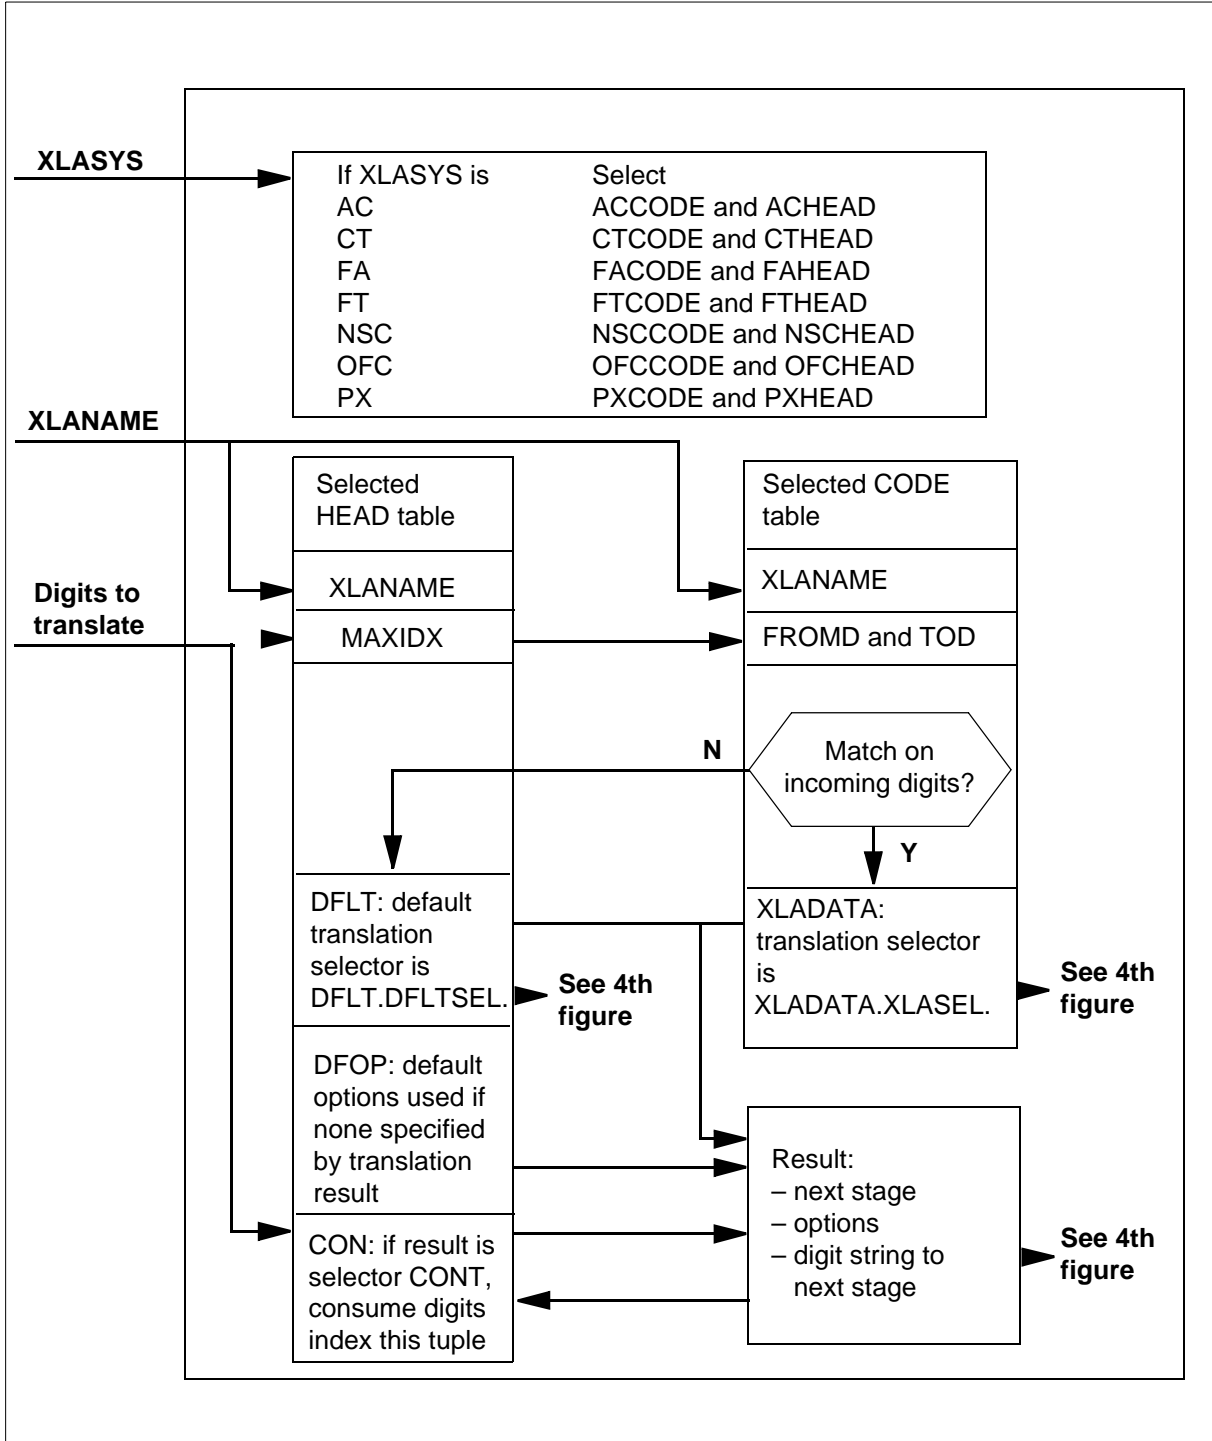 XLASYS
If XLASYS is Select
AC ACCODE and ACHEAD
CT CTCODE and CTHEAD
FA FACODE and FAHEAD
FT FTCODE and FTHEAD
NSC NSCCODE and NSCHEAD
OFC OFCCODE and OFCHEAD
PX PXCODE and PXHEAD
XLANAME
Selected
HEAD table
Selected CODE
table
XLANAME
XLANAME
Digits to
translate
MAXIDX
FROMD and TOD
N
Match on
incoming digits?
Y
DFLT: default
translation
selector is
DFLT.DFLTSEL.
See 4th
figure
XLADATA:
translation selector
is
XLADATA.XLASEL.
See 4th
figure
DFOP: default
options used if
none specified
by translation
result
Result:
– next stage
– options
– digit string to
next stage
See 4th
figure
CON: if result is
selector CONT,
consume digits
index this tuple